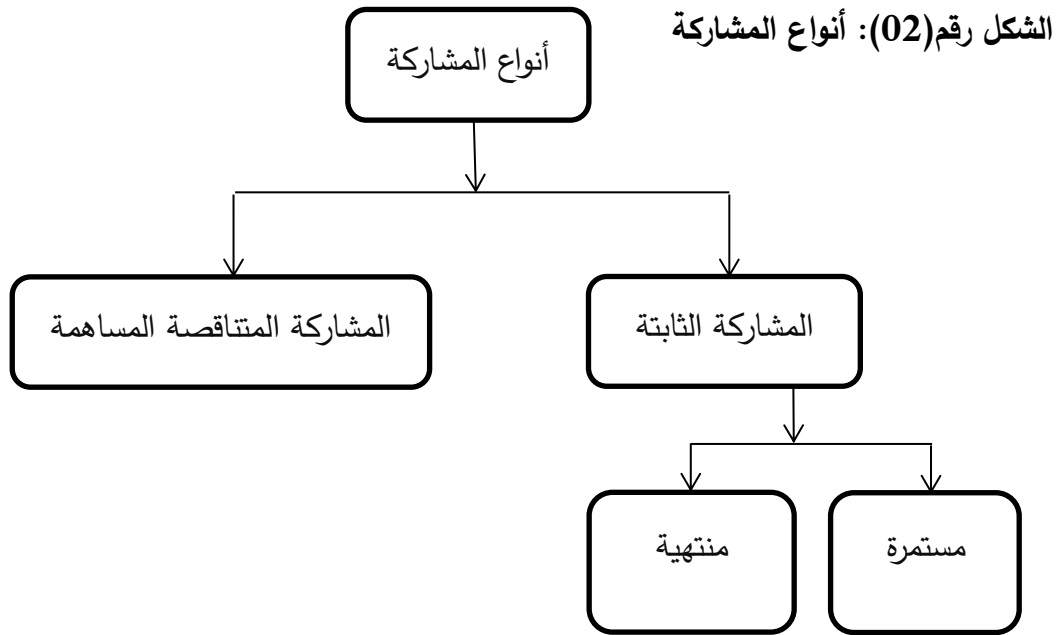 الشكل رقم(02): أنواع المشاركة
أنواع المشاركة
المشاركة الثابتة
المشاركة المتناقصة المساهمة
مستمرة
منتهية